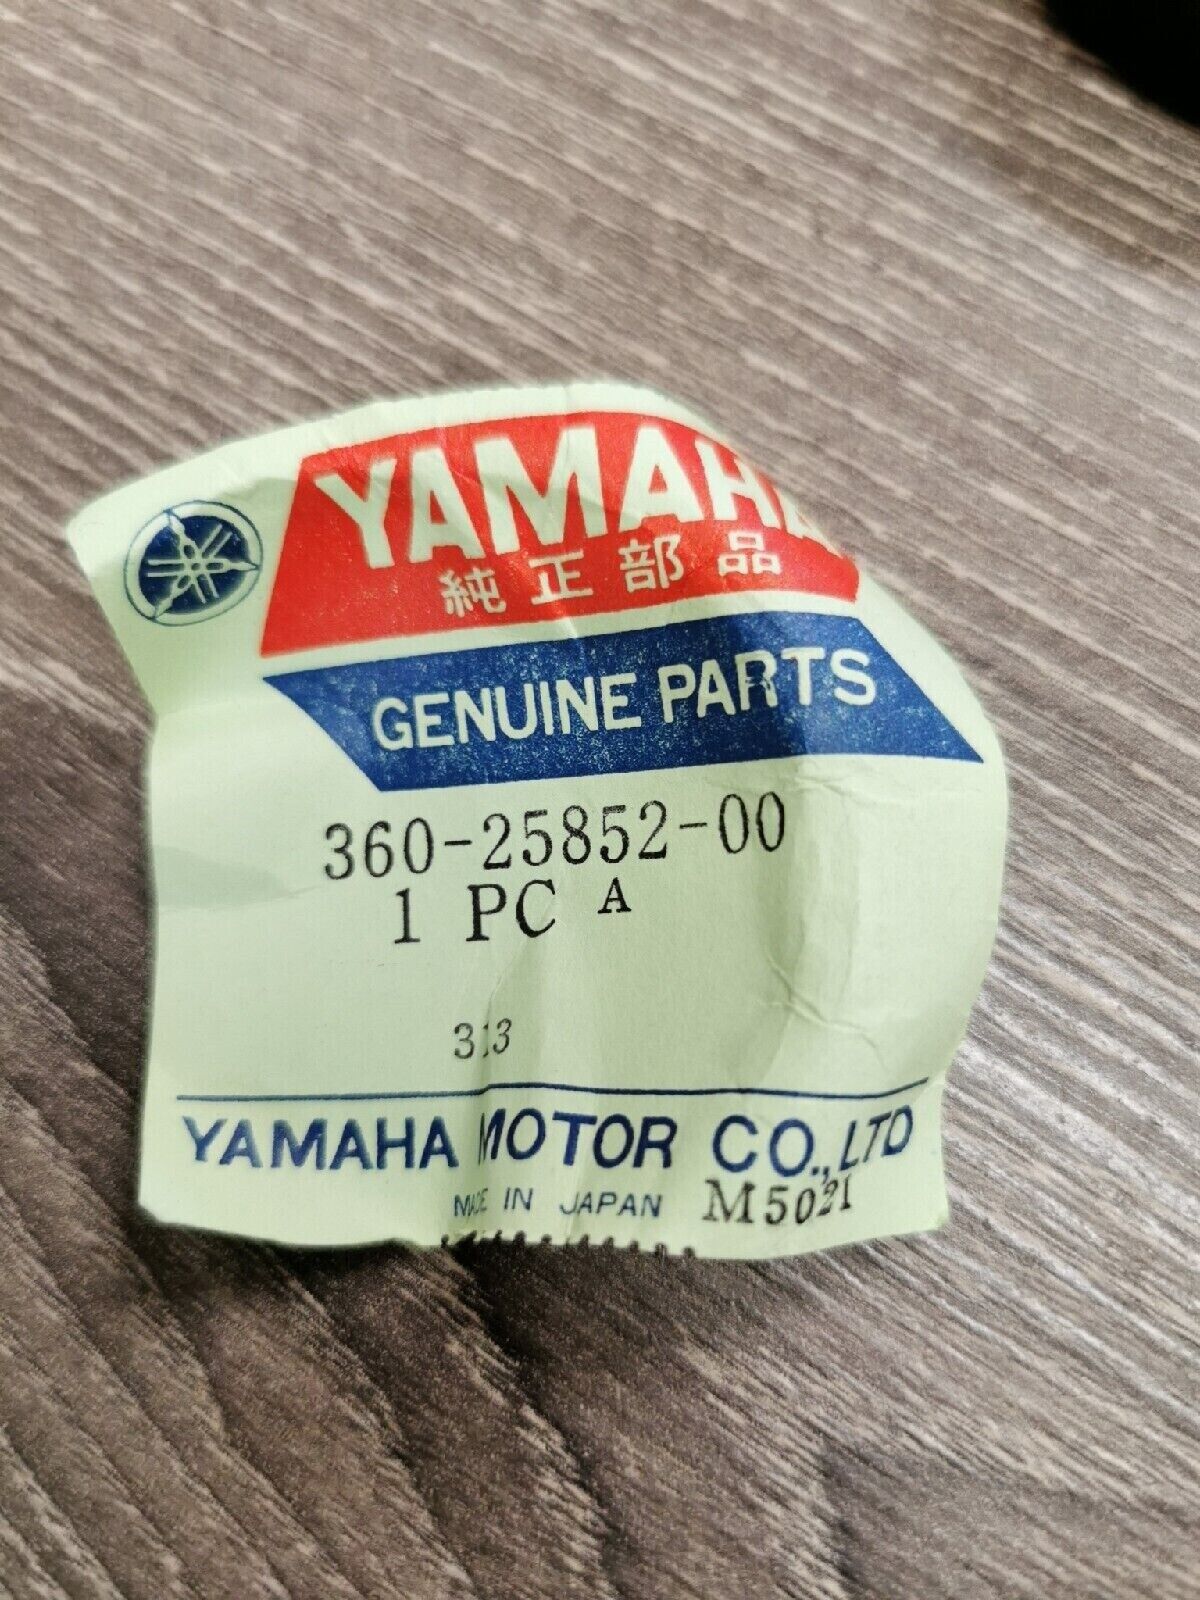 YAMAHA
純正部品
GENUINE PARTS
360-25852-00
1 PC A
313
YAMAHA MOTOR CO., LTD
MADE IN JAPAN M5021